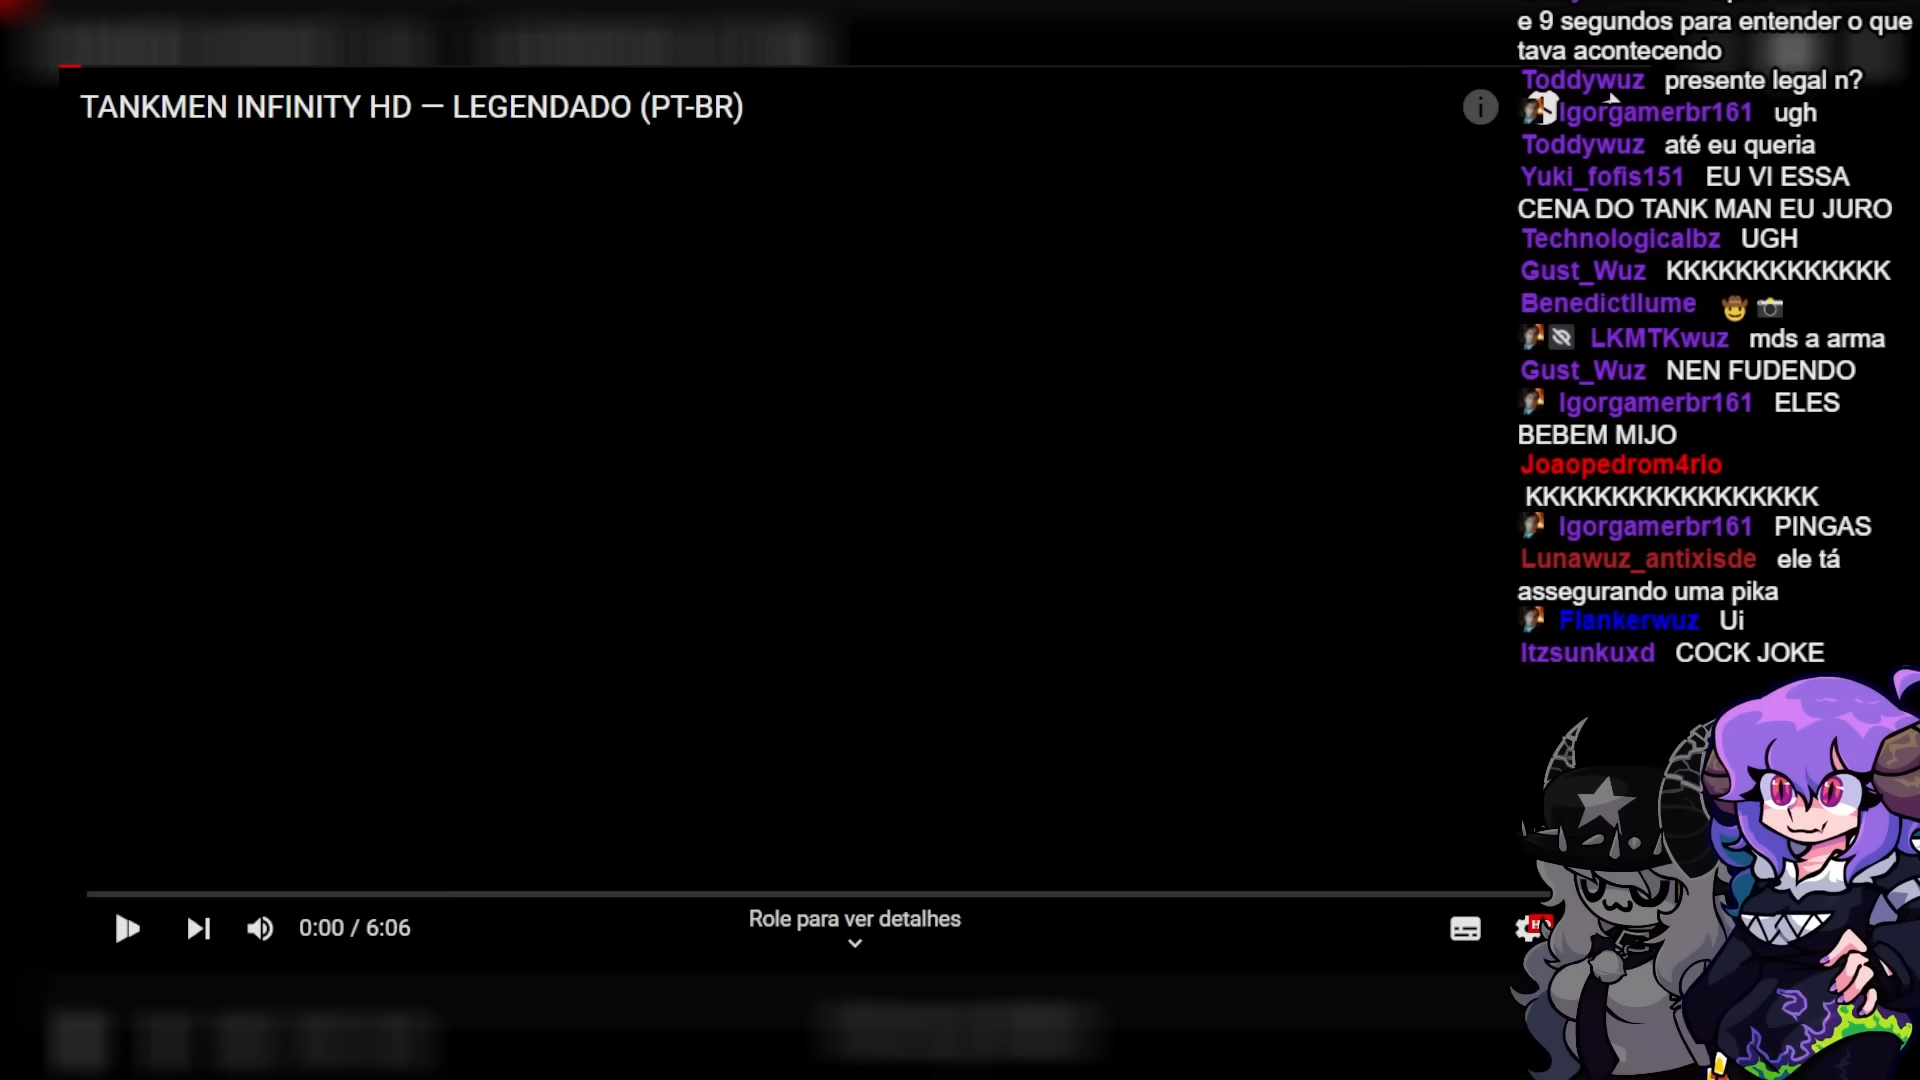 TANKMEN INFINITY HD — LEGENDADO (PT-BR)
0:00 / 6:06
Role para ver detalhes
e 9 segundos para entender o que
tava acontecendo
Toddywuz presente legal n?
Igorgamerbr161 ugh
Toddywuz até eu queria
Yuki_fofis151 EU VI ESSA
CENA DO TANK MAN EU JURO
Technologicalbz UGH
Gust_Wuz KKKKKKKKKKKKK
BenedictIlume 🤠 📷
LKMTKwuz mds a arma
Gust_Wuz NEN FUDENDO
Igorgamerbr161 ELES
BEBEM MIJO
Joaopedrom4rio
KKKKKKKKKKKKKKKKK
Igorgamerbr161 PINGAS
Lunawuz_antixisde ele tá
assegurando uma pika
Flankerwuz Ui
Itzsunkuxd COCK JOKE